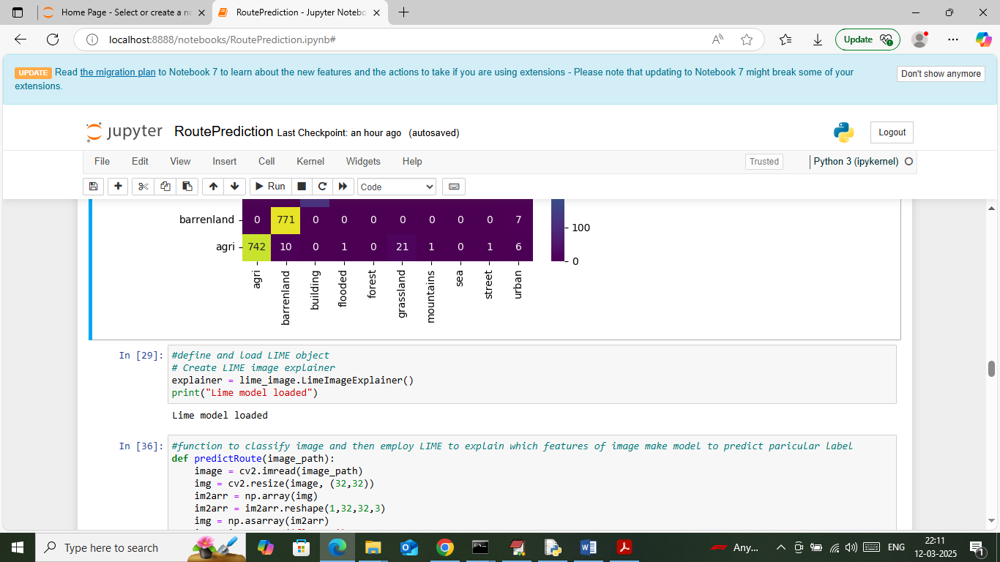 Home Page - Select or create a no
RoutePrediction - Jupyter Notebo
localhost:8888/notebooks/RoutePrediction.ipynb#
Update
UPDATE Read the migration plan to Notebook 7 to learn about the new features and the actions to take if you are using extensions - Please note that updating to Notebook 7 might break some of your
extensions.
Don't show anymore
jupyter RoutePrediction Last Checkpoint: an hour ago (autosaved)
Logout
File Edit View Insert Cell Kernel Widgets Help
Trusted
Python 3 (ipykernel)
Run
Code
barrenland 0 771 0 0 0 0 0 0 0 7
100
agri 742 10 0 1 0 21 1 0 1 6
0
agri barrenland building flooded forest grassland mountains sea street urban
In [29]: #define and load LIME object
# Create LIME image explainer
explainer = lime_image.LimeImageExplainer()
print("Lime model loaded")
Lime model loaded
In [36]: #function to classify image and then employ LIME to explain which features of image make model to predict paricular label
def predictRoute(image_path):
image = cv2.imread(image_path)
img = cv2.resize(image, (32,32))
im2arr = np.array(img)
im2arr = im2arr.reshape(1,32,32,3)
img = np.asarray(im2arr)
Type here to search
Any...
ENG
22:11
12-03-2025
1